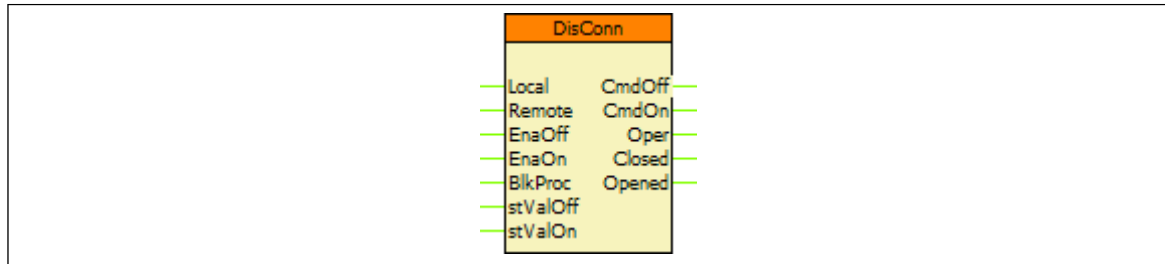 DisConn
Local CmdOff
Remote CmdOn
EnaOff Oper
EnaOn Closed
BlkProc Opened
stValOff
stValOn